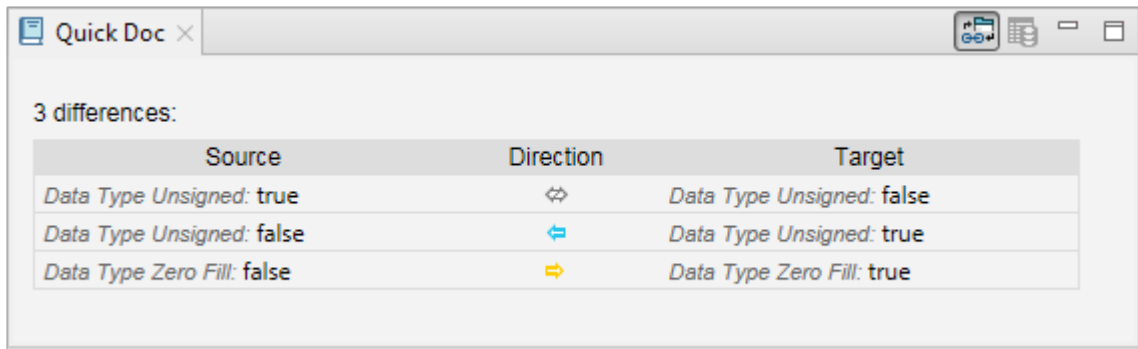 Quick Doc
3 differences:
Source Direction Target
Data Type Unsigned: true Data Type Unsigned: false
Data Type Unsigned: false Data Type Unsigned: true
Data Type Zero Fill: false Data Type Zero Fill: true